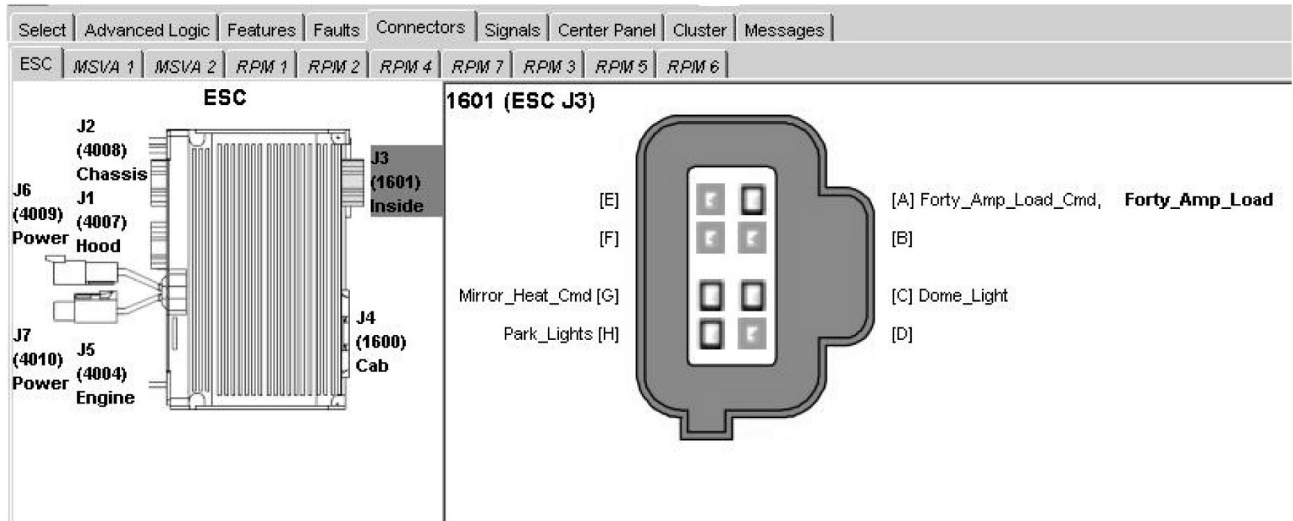 Select Advanced Logic Features Faults Connectors Signals Center Panel Cluster Messages
ESC MSVA 1 MSVA 2 RPM 1 RPM 2 RPM 4 RPM 7 RPM 3 RPM 5 RPM 6
ESC
J2
(4008)
Chassis
J6
(4009)
Power
J1
(4007)
Hood
J3
(1601)
Inside
J4
(1600)
Cab
J7
(4010)
Power
J5
(4004)
Engine
1601 (ESC J3)
[E]
[A] Forty_Amp_Load_Cmd, Forty_Amp_Load
[F]
[B]
Mirror_Heat_Cmd [G]
[C] Dome_Light
Park_Lights [H]
[D]